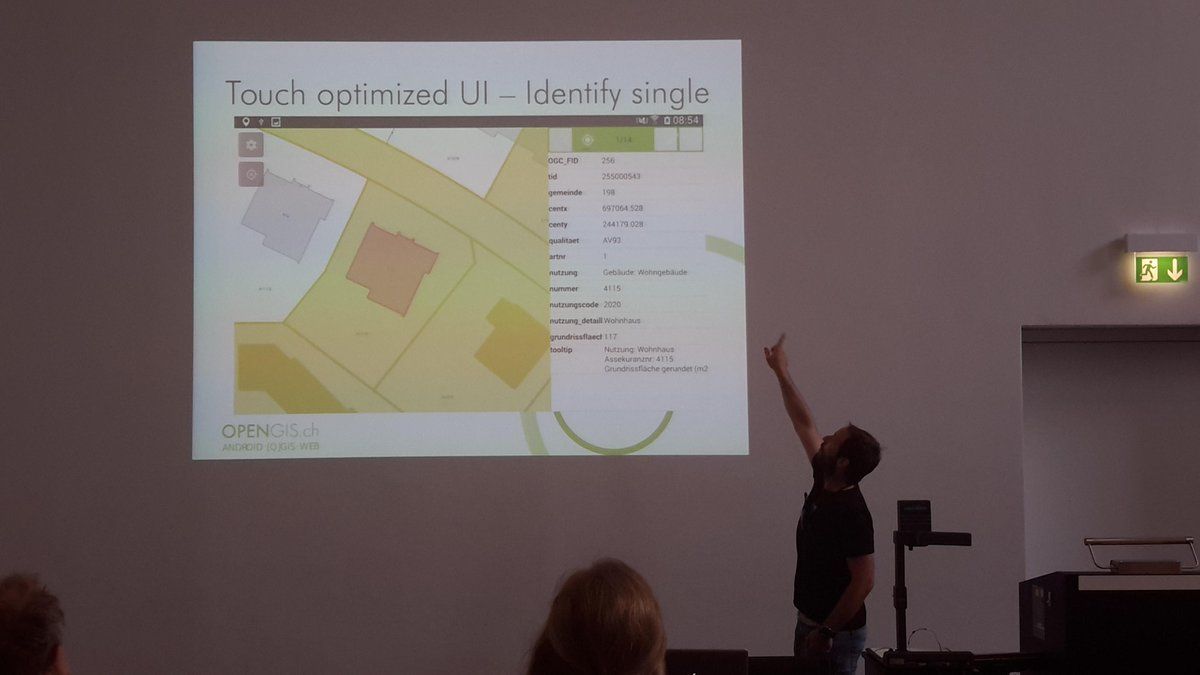 Touch optimized UI – Identify single
08:54
1/14
OGC_FID 256
tid 255000543
gemeinde 198
centx 697064.528
centy 244179.028
qualitaet AV93
artnr 1
nutzung Gebäude: Wohngebäude
nummer 4115
nutzungscode 2020
nutzung_detail Wohnhaus
grundrissflaech 117
tooltip Nutzung: Wohnhaus
Assekuranznr: 4115
Grundrissfläche gerundet (m2
OPENGIS.ch
ANDROID (Q)GIS-WEB